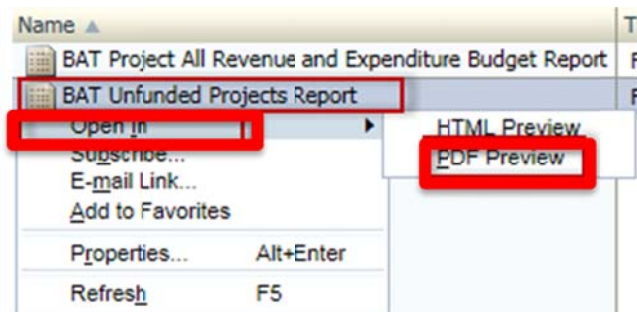 Name T
BAT Project All Revenue and Expenditure Budget Report F
BAT Unfunded Projects Report F
Open In HTML Preview
Subscribe... PDF Preview
E-mail Link...
Add to Favorites
Properties... Alt+Enter
Refresh F5